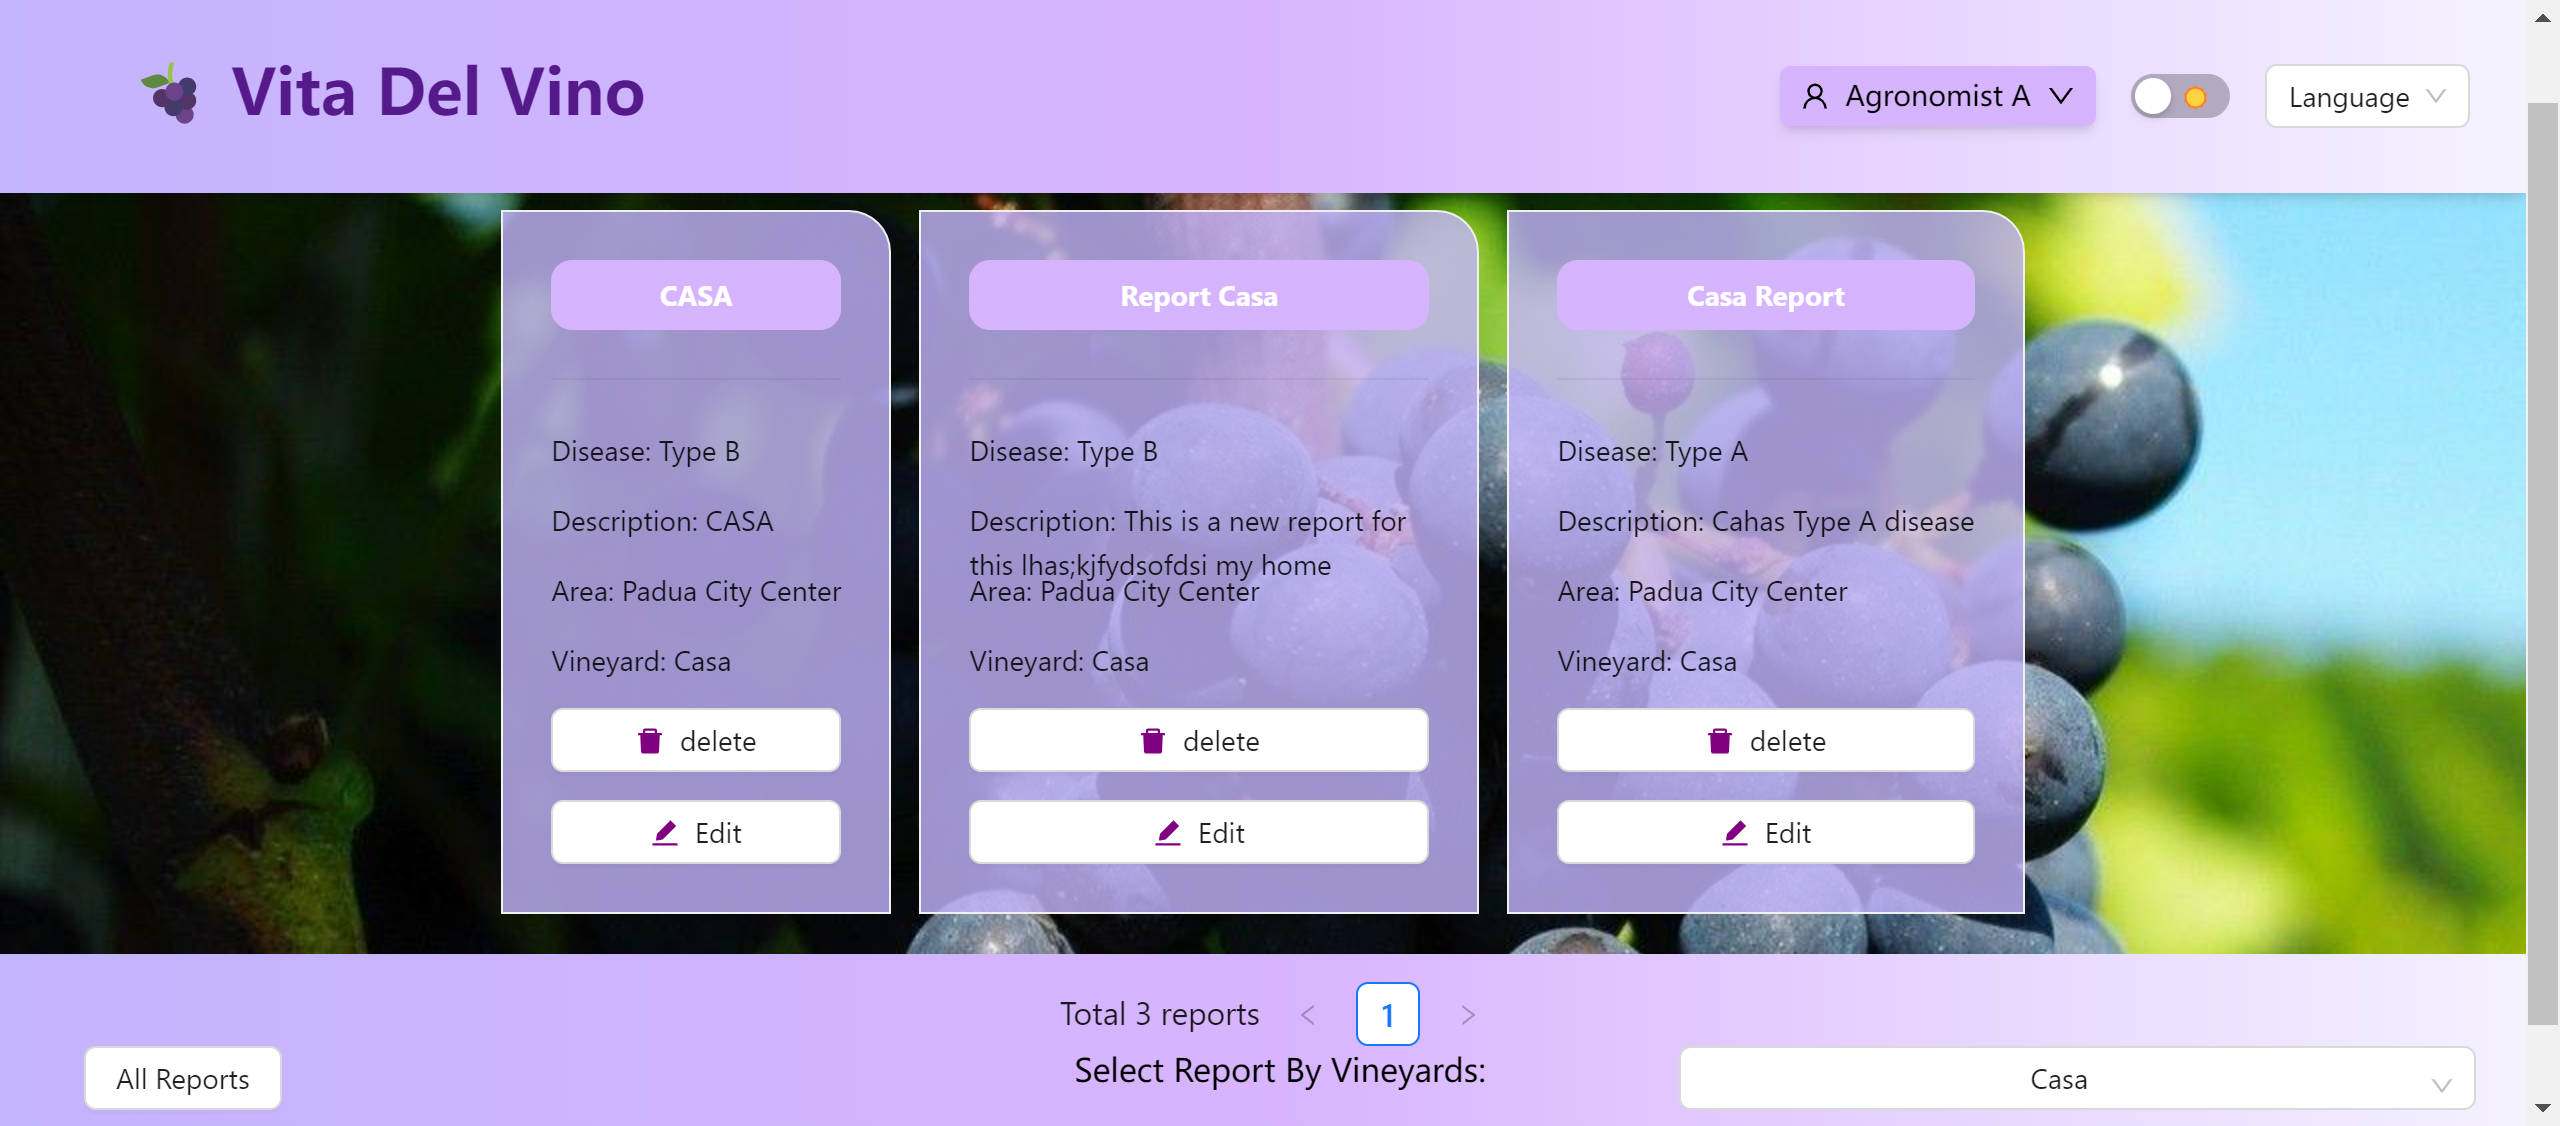 Vita Del Vino
Agronomist A
Language
CASA
Disease: Type B
Description: CASA
Area: Padua City Center
Vineyard: Casa
delete
Edit
Report Casa
Disease: Type B
Description: This is a new report for
this lhas;kjfydsofdsi my home
Area: Padua City Center
Vineyard: Casa
delete
Edit
Casa Report
Disease: Type A
Description: Cahas Type A disease
Area: Padua City Center
Vineyard: Casa
delete
Edit
Total 3 reports < 1 >
All Reports
Select Report By Vineyards:
Casa